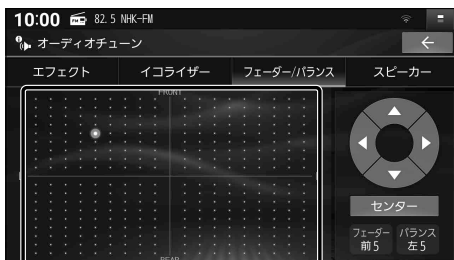 10:00 FM 82.5 NHK-FM
オーディオチューン
エフェクト イコライザー フェーダー/バランス スピーカー
FRONT
センター
フェーダー バランス
前5 左5
REAR